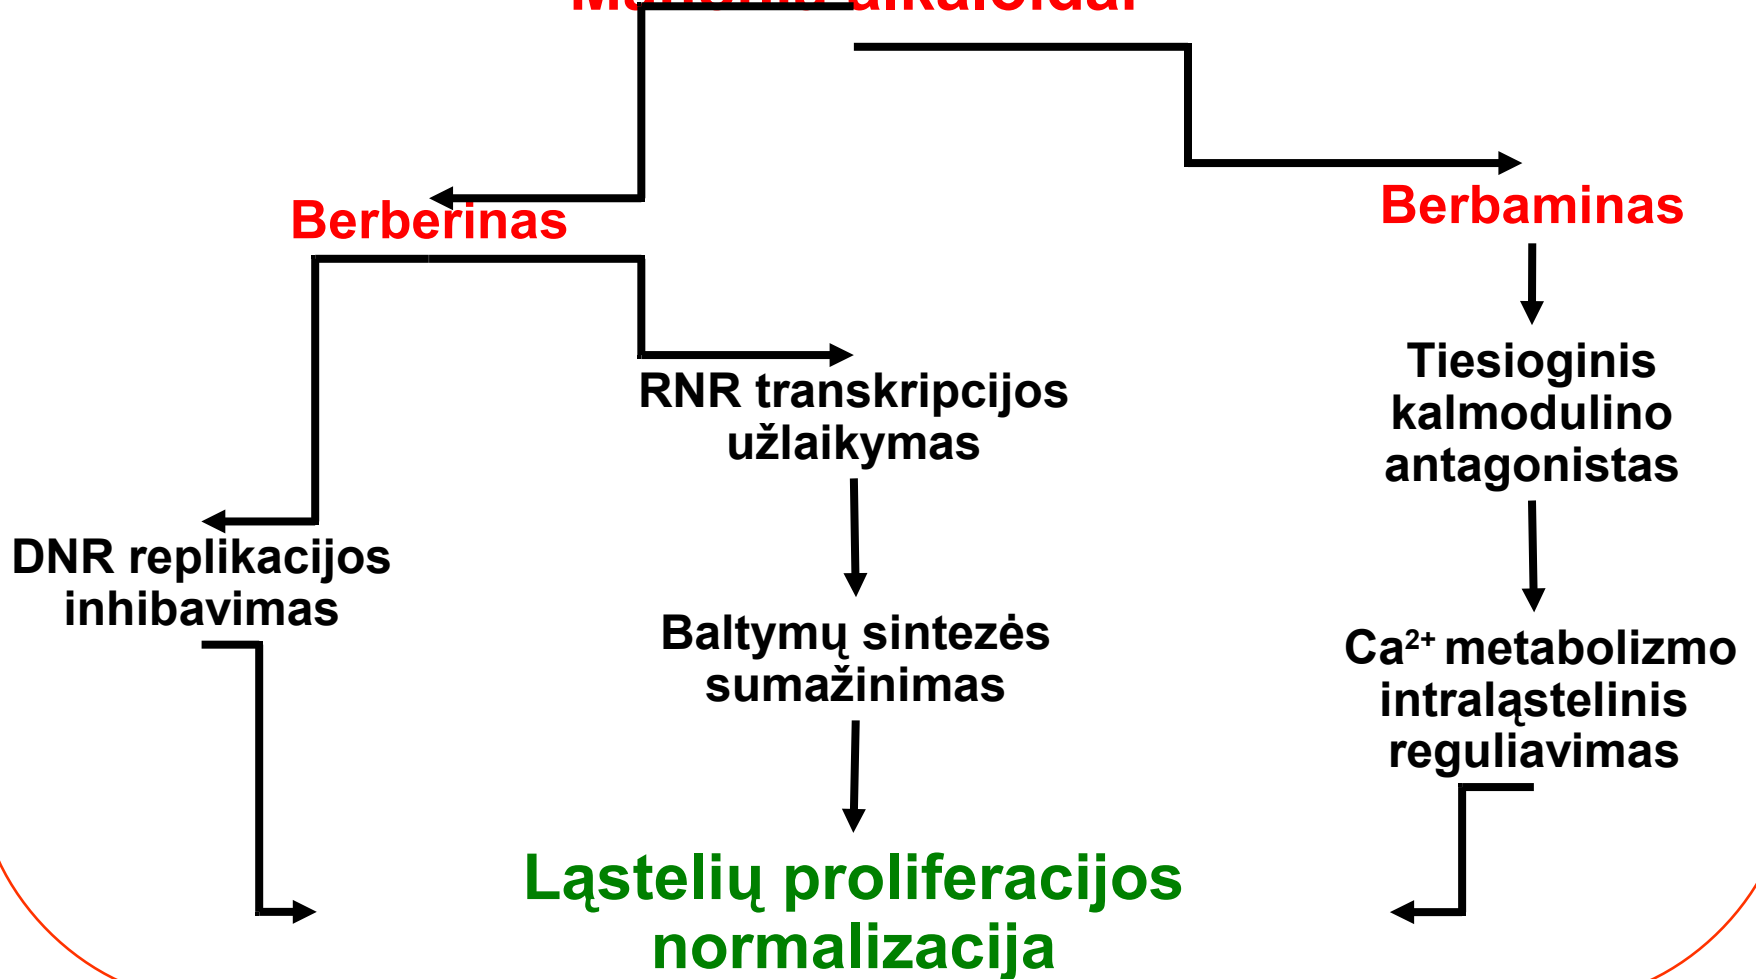 alkaloidai
Berberinas
Berbaminas
RNR transkripcijos
užlaikymas
Tiesioginis
kalmodulino
antagonistas
DNR replikacijos
inhibavimas
Baltymų sintezės
sumažinimas
Ca²⁺ metabolizmo
intraląstelinis
reguliavimas
Ląstelių proliferacijos
normalizacija